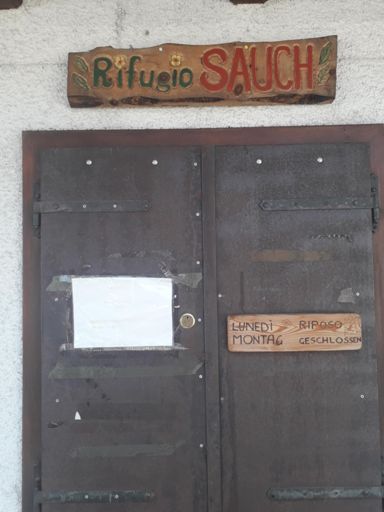 Rifugio SAUCH
LUNEDÌ RIPOSO
MONTAG GESCHLOSSEN